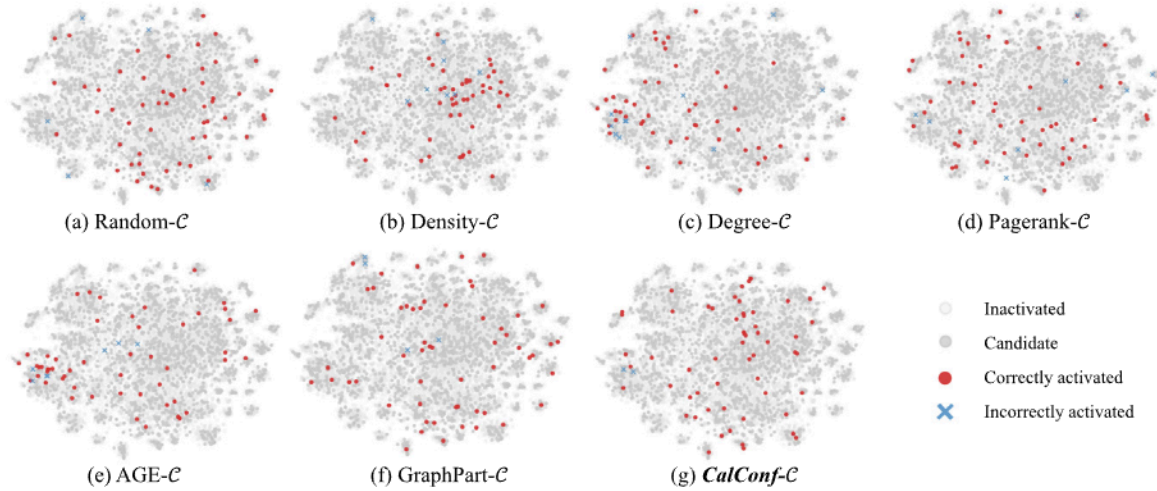 (a) Random-𝒞
(b) Density-𝒞
(c) Degree-𝒞
(d) Pagerank-𝒞
(e) AGE-𝒞
(f) GraphPart-𝒞
(g) CalConf-𝒞
Inactivated
Candidate
Correctly activated
Incorrectly activated